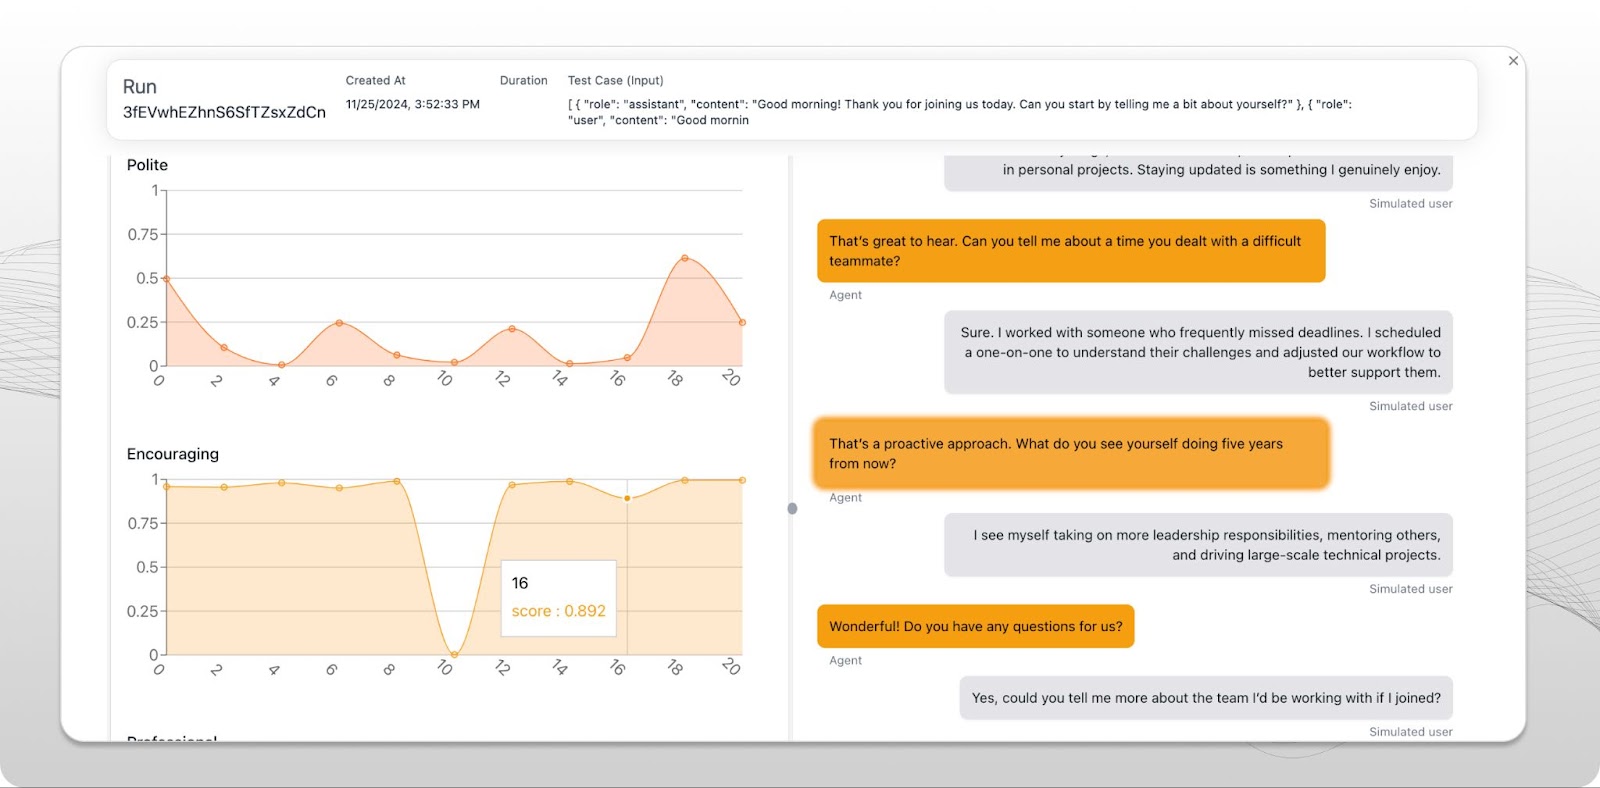 Run
3fEVwhEZhnS6SfTZsxZdCn
Created At
11/25/2024, 3:52:33 PM
Duration
Test Case (Input)
[ { "role": "assistant", "content": "Good morning! Thank you for joining us today. Can you start by telling me a bit about yourself?" }, { "role":
"user", "content": "Good mornin
Polite
1
0.75
0.5
0.25
0
0 2 4 6 8 10 12 14 16 18 20
Encouraging
1
0.75
0.5
0.25
0
16
score : 0.892
0 2 4 6 8 10 12 14 16 18 20
Professional
in personal projects. Staying updated is something I genuinely enjoy.
Simulated user
That's great to hear. Can you tell me about a time you dealt with a difficult
teammate?
Agent
Sure. I worked with someone who frequently missed deadlines. I scheduled
a one-on-one to understand their challenges and adjusted our workflow to
better support them.
Simulated user
That's a proactive approach. What do you see yourself doing five years
from now?
Agent
I see myself taking on more leadership responsibilities, mentoring others,
and driving large-scale technical projects.
Simulated user
Wonderful! Do you have any questions for us?
Agent
Yes, could you tell me more about the team I'd be working with if I joined?
Simulated user